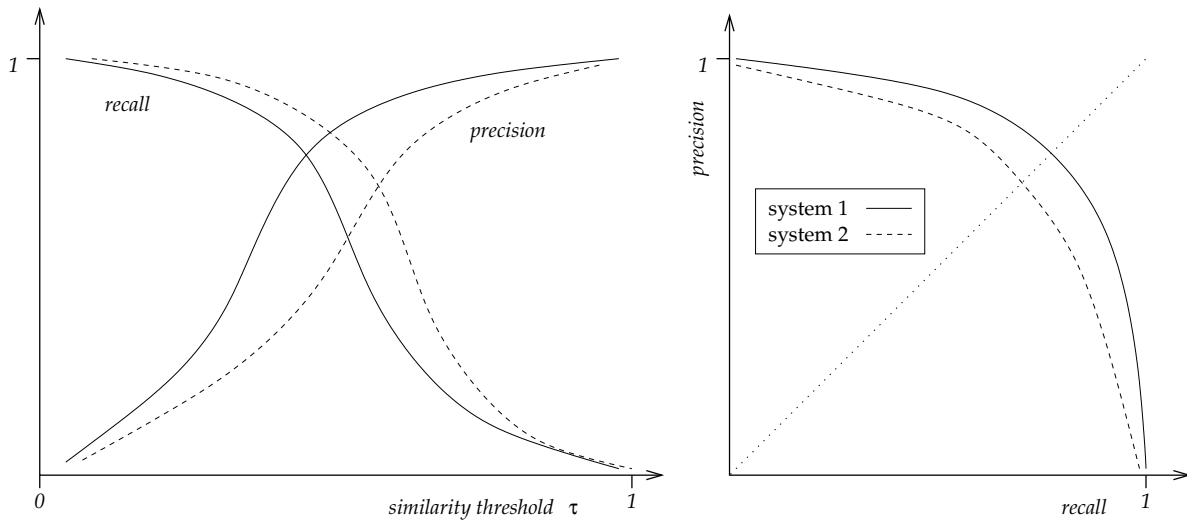 1
recall
precision
0
similarity threshold τ
1
1
precision
system 1
system 2
recall
1